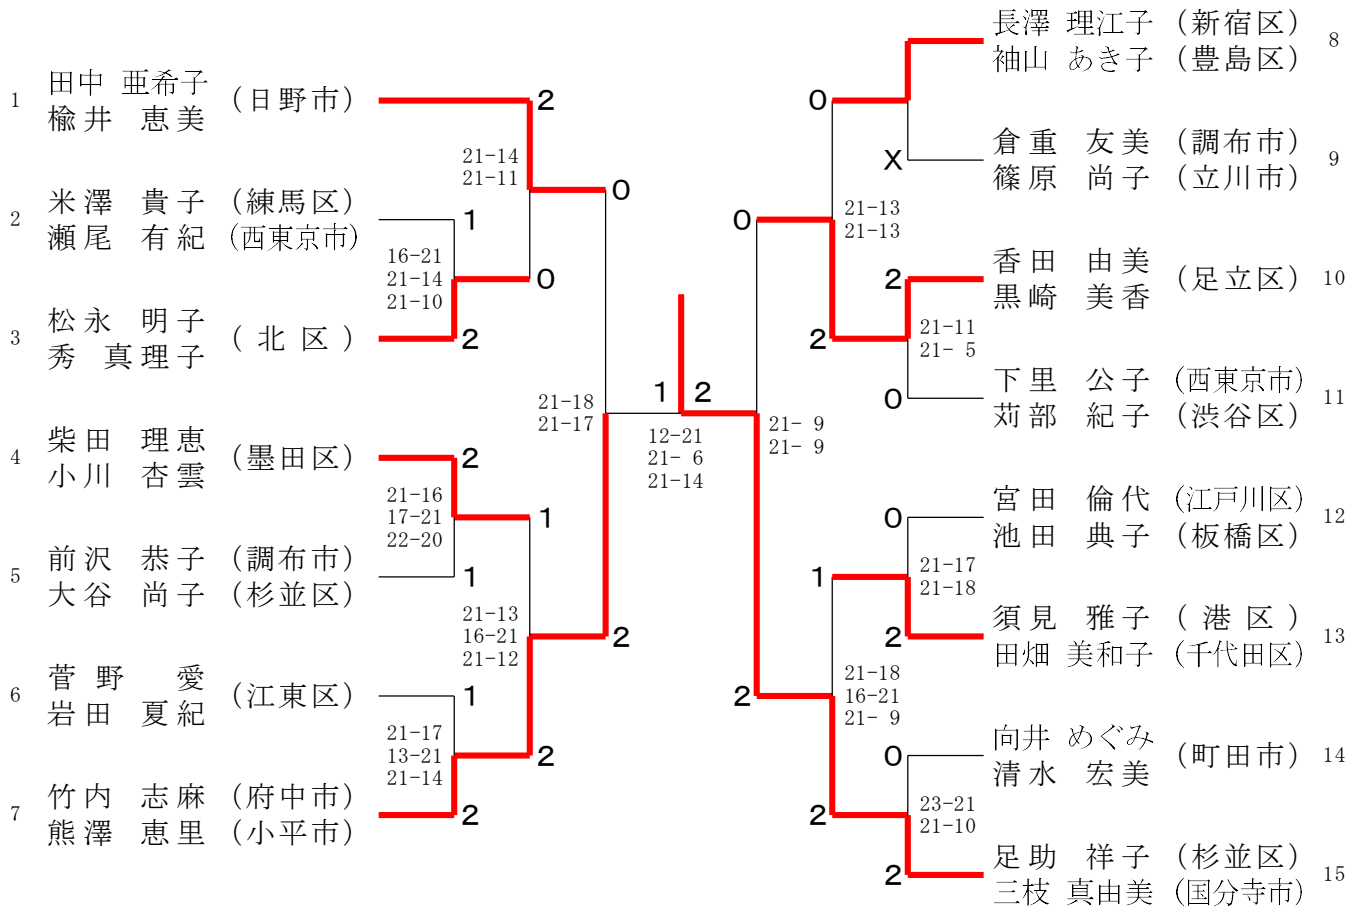 1 田中 亜希子 (日野市)
楡井 恵美
2 米澤 貴子 (練馬区)
瀬尾 有紀 (西東京市)
3 松永 明子 (北区)
秀 真理子
4 柴田 理恵 (墨田区)
小川 杏雲
5 前沢 恭子 (調布市)
大谷 尚子 (杉並区)
6 菅野 愛 (江東区)
岩田 夏紀
7 竹内 志麻 (府中市)
熊澤 恵里 (小平市)
2
21-14
21-11
0
1
16-21
21-14
21-10
0
2
21-18
21-17
2
21-16
17-21
22-20
1
1
21-13
16-21
21-12
2
1
21-17
13-21
21-14
2
2
1 2
12-21
21- 6
21-14
0
X
0
21-13
21-13
2
2
21-11
21- 5
0
21- 9
21- 9
0
21-17
21-18
1
2
21-18
16-21
21- 9
2
0
23-21
21-10
2
2
長澤 理江子 (新宿区) 8
袖山 あき子 (豊島区)
倉重 友美 (調布市) 9
篠原 尚子 (立川市)
香田 由美 (足立区) 10
黒崎 美香
下里 公子 (西東京市) 11
苅部 紀子 (渋谷区)
宮田 倫代 (江戸川区) 12
池田 典子 (板橋区)
須見 雅子 (港区) 13
田畑 美和子 (千代田区)
向井 めぐみ (町田市) 14
清水 宏美
足助 祥子 (杉並区) 15
三枝 真由美 (国分寺市)